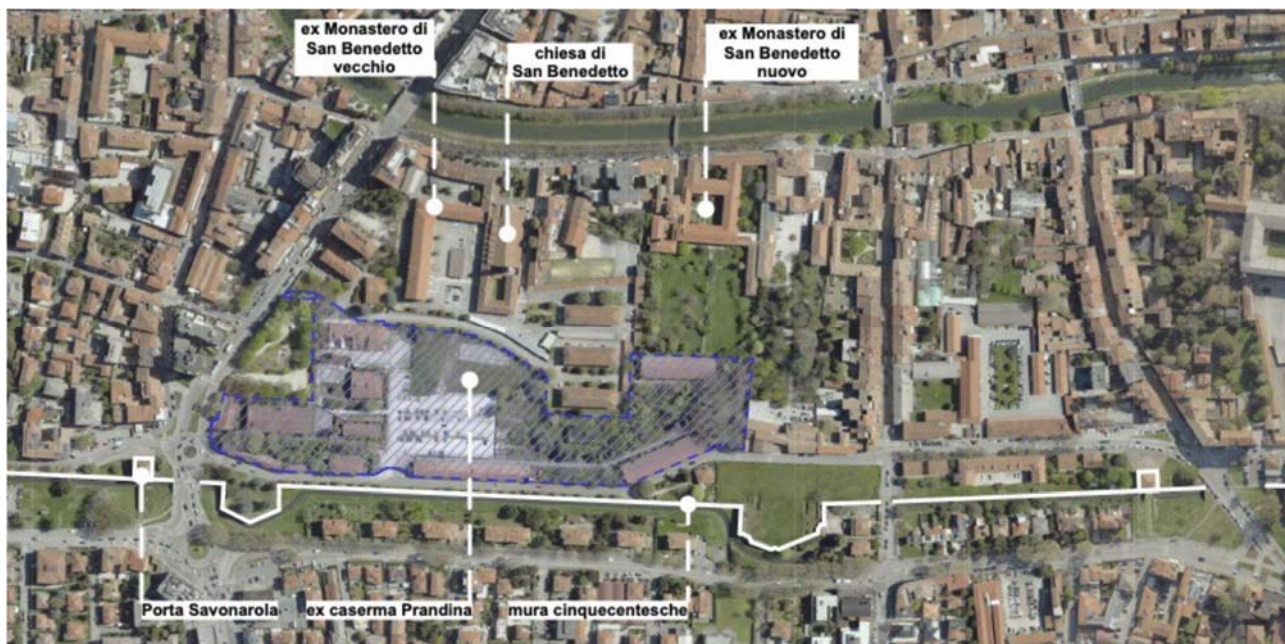 ex Monastero di
San Benedetto
vecchio
chiesa di
San Benedetto
ex Monastero di
San Benedetto
nuovo
Porta Savonarola
ex caserma Prandina
mura cinquecentesche